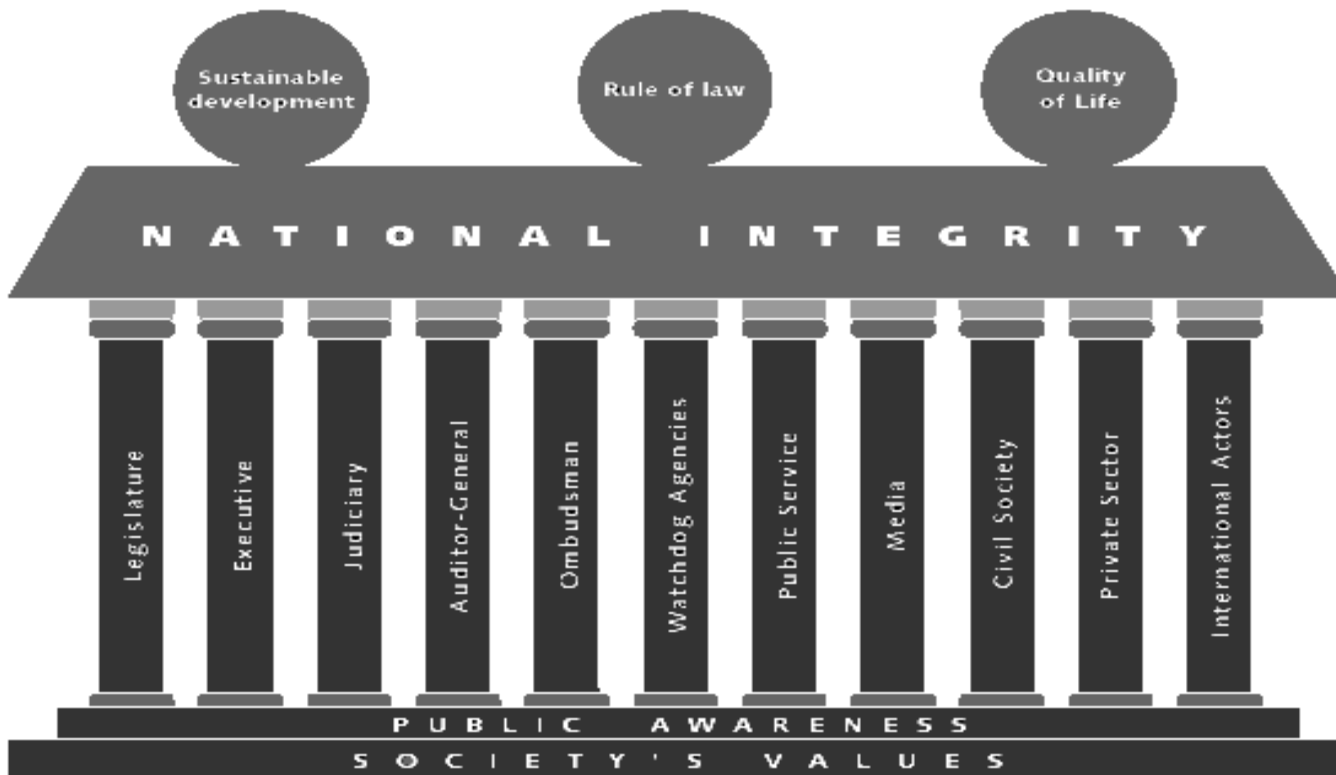 Sustainable
development
Rule of law
Quality
of Life
NATIONAL INTEGRITY
Legislature
Executive
Judiciary
Auditor-General
Ombudsman
Watchdog Agencies
Public Service
Media
Civil Society
Private Sector
International Actors
PUBLIC AWARENESS
SOCIETY'S VALUES